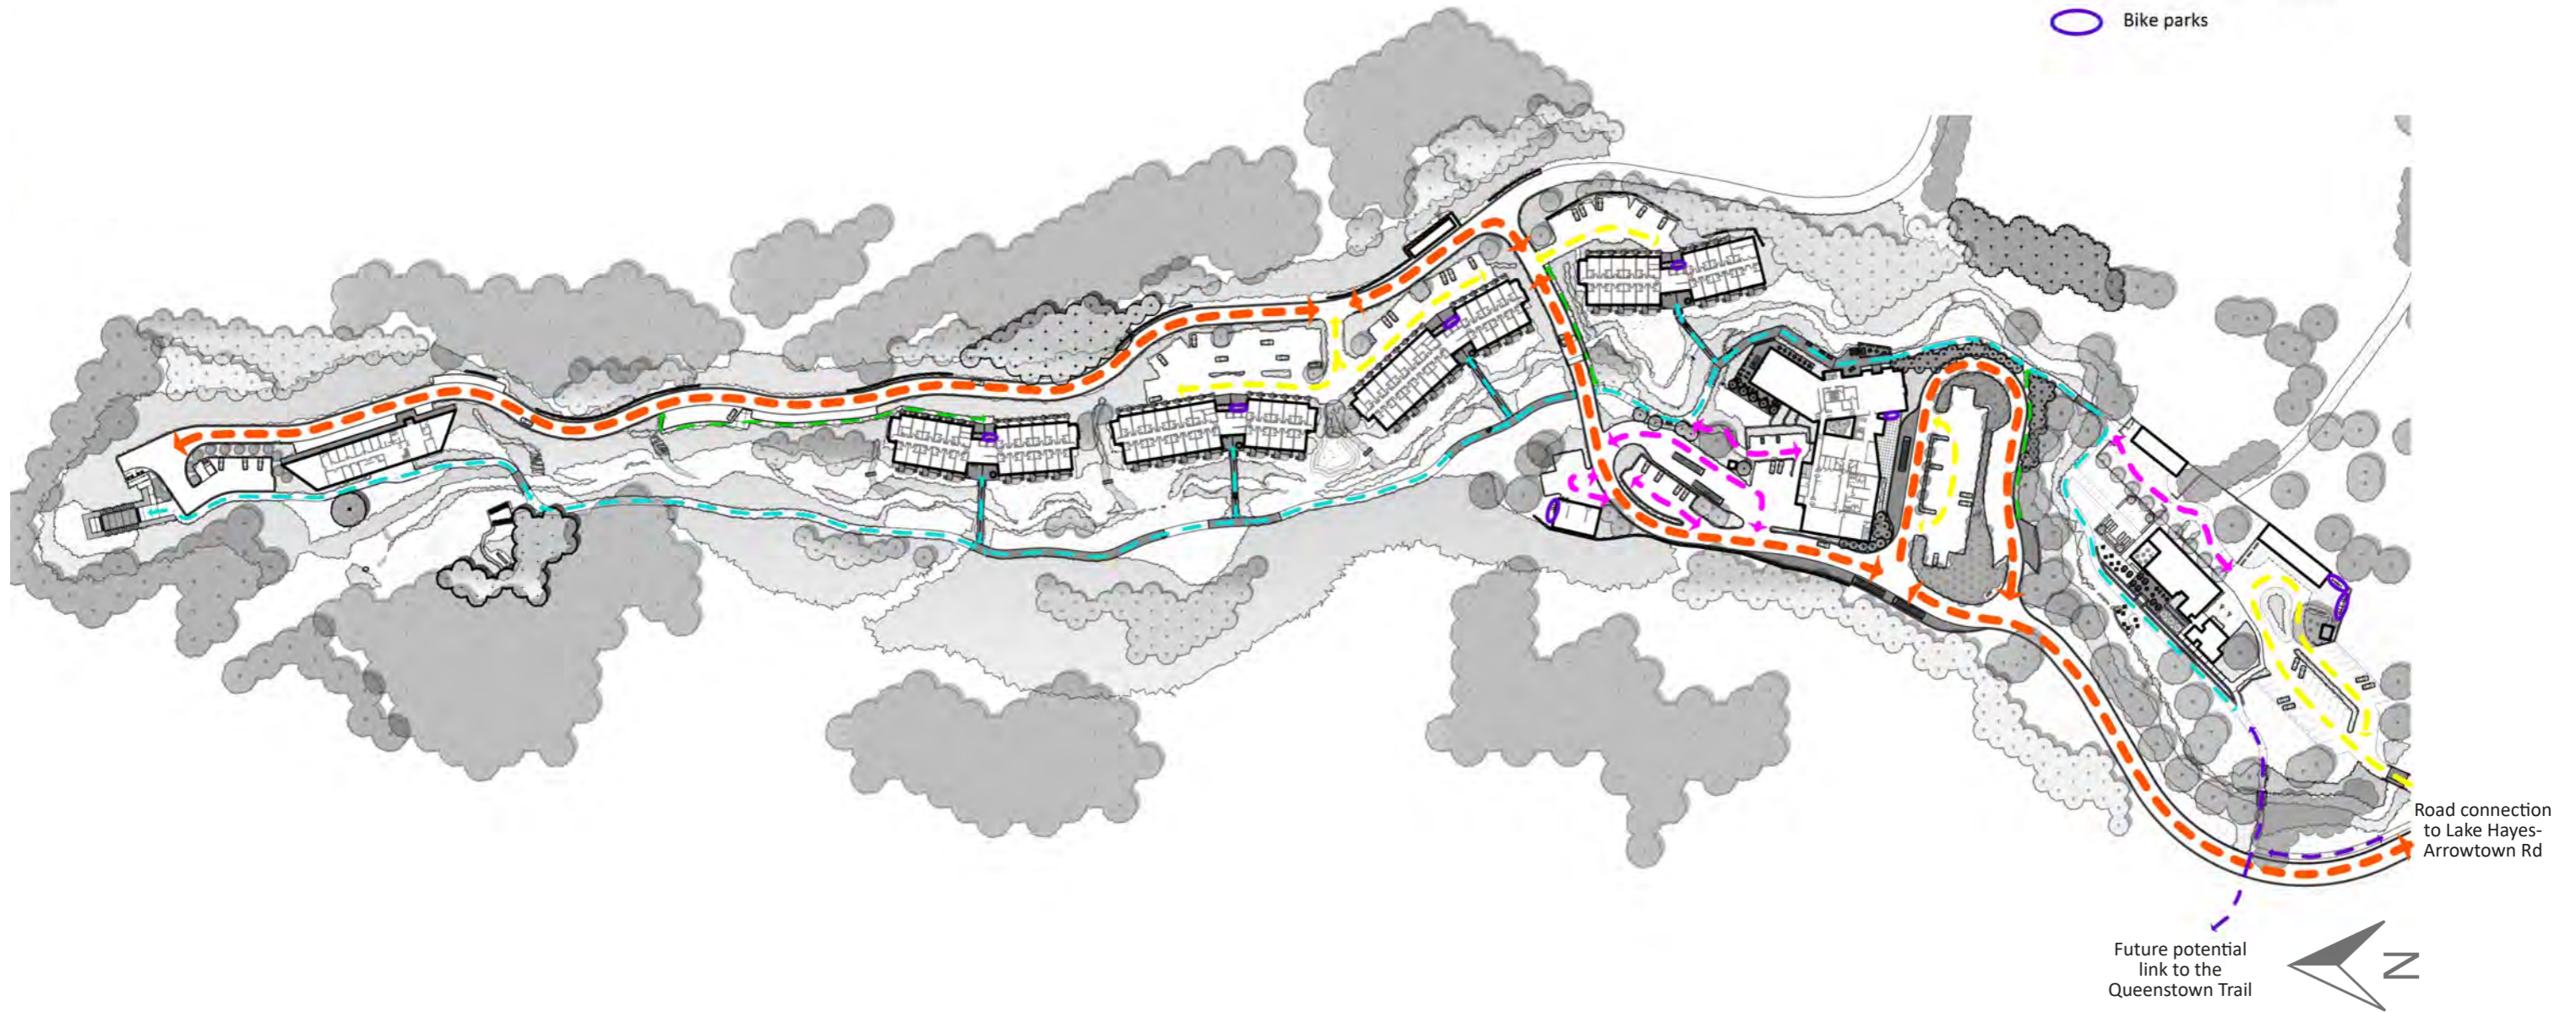 Bike parks
Road connection
to Lake Hayes-
Arrowtown Rd
Future potential
link to the
Queenstown Trail
N